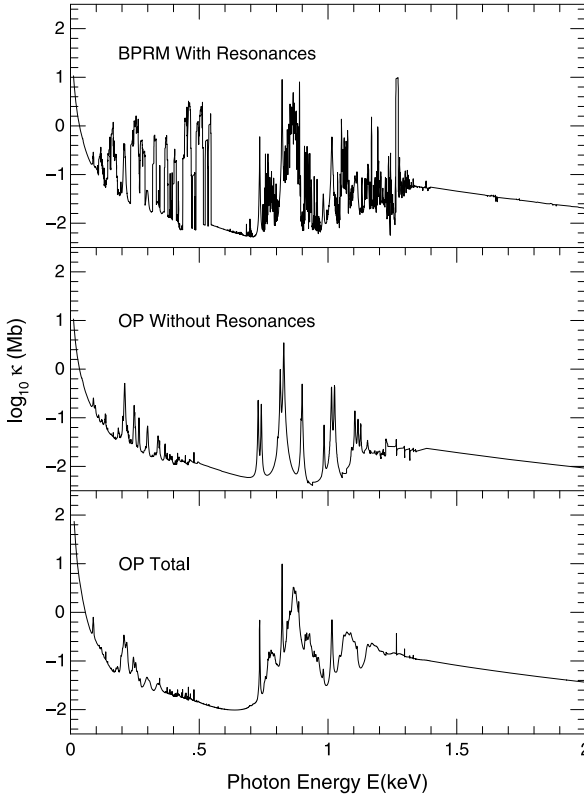 BPRM With Resonances
2
1
0
−1
−2
OP Without Resonances
2
1
0
−1
−2
log10 κ (Mb)
OP Total
2
1
0
−1
−2
0 .5 1 1.5 2
Photon Energy E(keV)